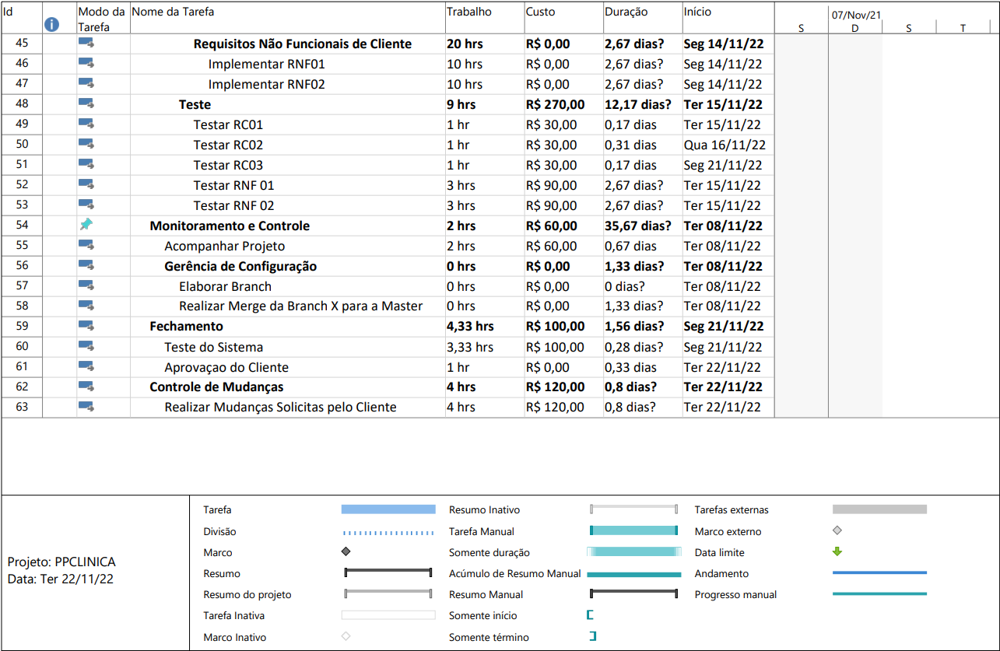 Id Modo da Tarefa Nome da Tarefa Trabalho Custo Duração Início 07/Nov/21
S D S T
45 Requisitos Não Funcionais de Cliente 20 hrs R$ 0,00 2,67 dias? Seg 14/11/22
46 Implementar RNF01 10 hrs R$ 0,00 2,67 dias? Seg 14/11/22
47 Implementar RNF02 10 hrs R$ 0,00 2,67 dias? Seg 14/11/22
48 Teste 9 hrs R$ 270,00 12,17 dias? Ter 15/11/22
49 Testar RC01 1 hr R$ 30,00 0,17 dias Ter 15/11/22
50 Testar RC02 1 hr R$ 30,00 0,31 dias Qua 16/11/22
51 Testar RC03 1 hr R$ 30,00 0,17 dias Seg 21/11/22
52 Testar RNF 01 3 hrs R$ 90,00 2,67 dias? Ter 15/11/22
53 Testar RNF 02 3 hrs R$ 90,00 2,67 dias? Ter 15/11/22
54 Monitoramento e Controle 2 hrs R$ 60,00 35,67 dias? Ter 08/11/22
55 Acompanhar Projeto 2 hrs R$ 60,00 0,67 dias Ter 08/11/22
56 Gerência de Configuração 0 hrs R$ 0,00 1,33 dias? Ter 08/11/22
57 Elaborar Branch 0 hrs R$ 0,00 0 dias? Ter 08/11/22
58 Realizar Merge da Branch X para a Master 0 hrs R$ 0,00 1,33 dias? Ter 08/11/22
59 Fechamento 4,33 hrs R$ 100,00 1,56 dias? Seg 21/11/22
60 Teste do Sistema 3,33 hrs R$ 100,00 0,28 dias? Seg 21/11/22
61 Aprovaçao do Cliente 1 hr R$ 0,00 0,33 dias Ter 22/11/22
62 Controle de Mudanças 4 hrs R$ 120,00 0,8 dias? Ter 22/11/22
63 Realizar Mudanças Solicitas pelo Cliente 4 hrs R$ 120,00 0,8 dias? Ter 22/11/22
Projeto: PPCLINICA
Data: Ter 22/11/22
Tarefa
Divisão
Marco
Resumo
Resumo do projeto
Tarefa Inativa
Marco Inativo
Resumo Inativo
Tarefa Manual
Somente duração
Acúmulo de Resumo Manual
Resumo Manual
Somente início
Somente término
Tarefas externas
Marco externo
Data limite
Andamento
Progresso manual